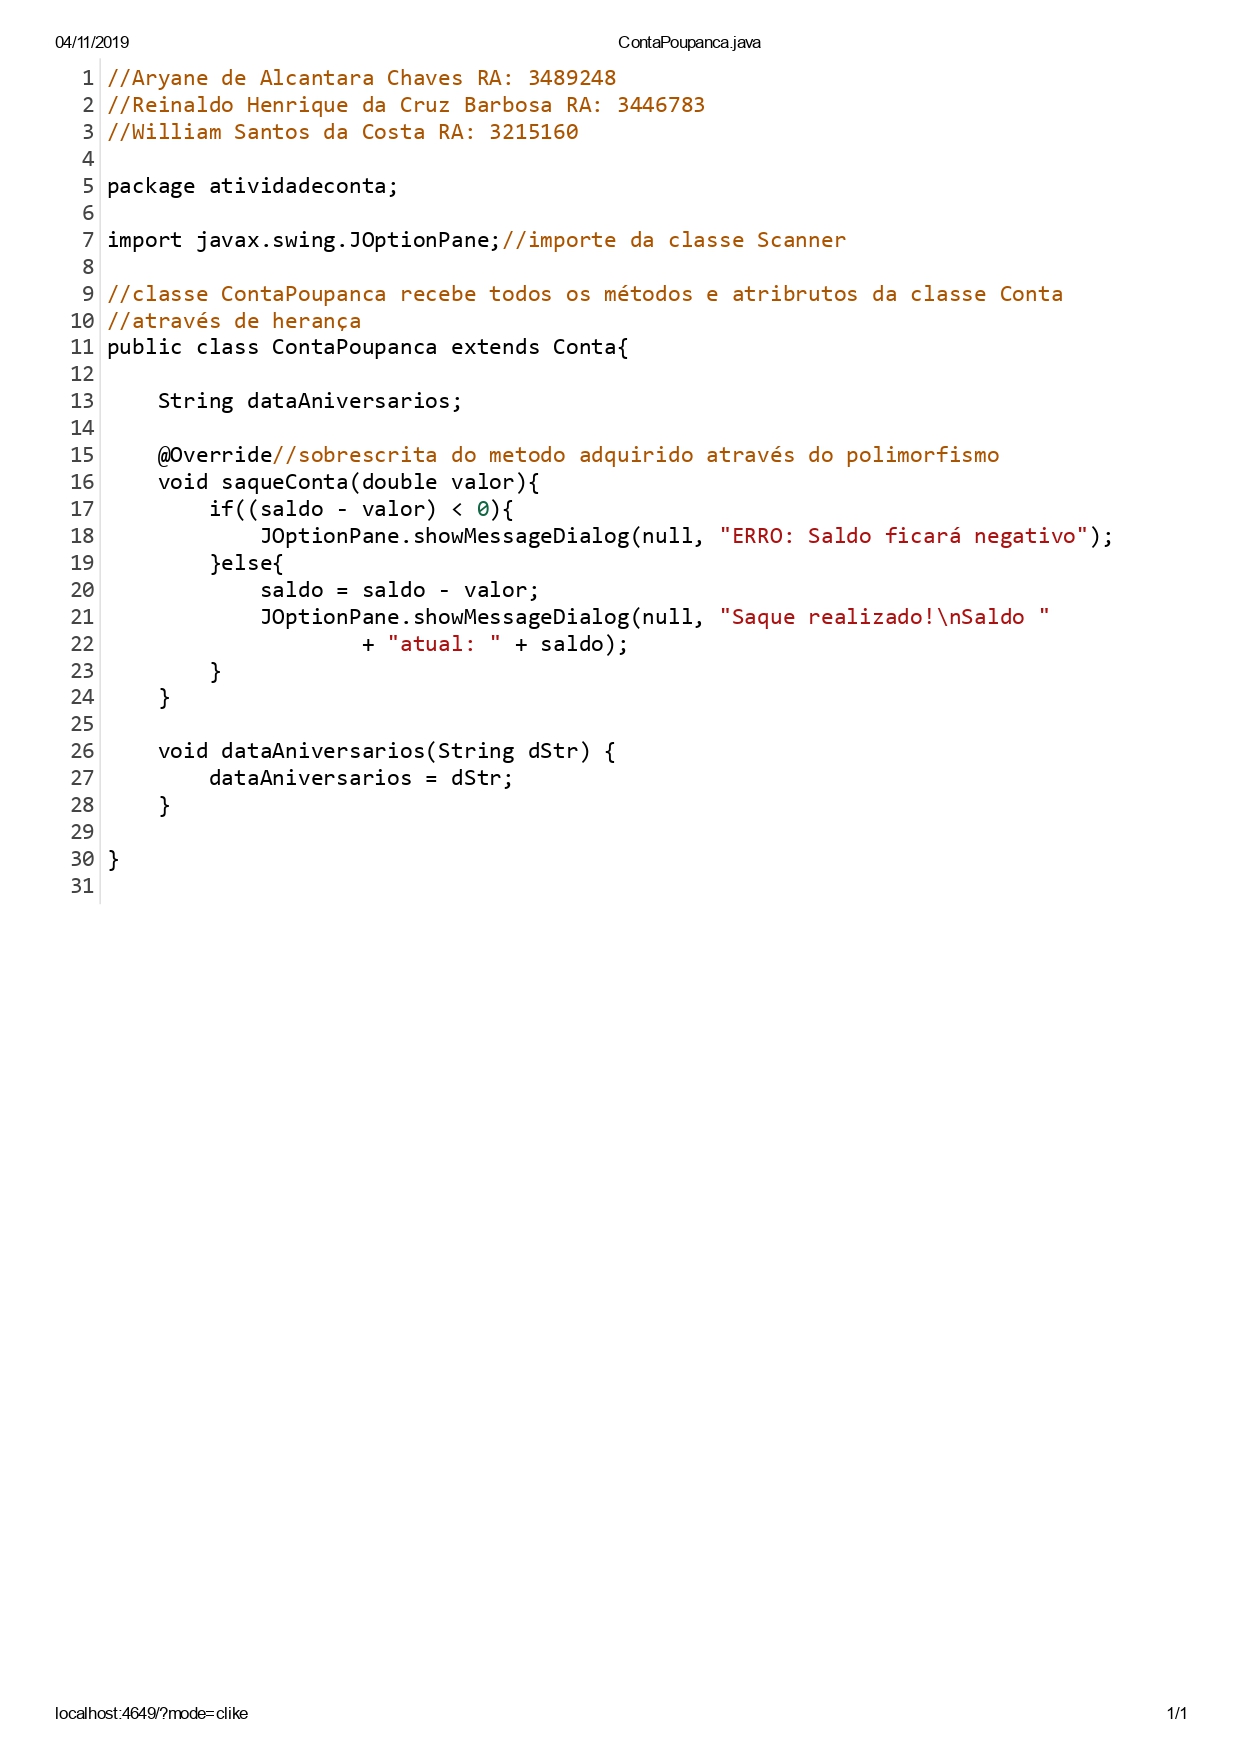 04/11/2019 ContaPoupanca.java
1 //Aryane de Alcantara Chaves RA: 3489248
2 //Reinaldo Henrique da Cruz Barbosa RA: 3446783
3 //William Santos da Costa RA: 3215160
4
5 package atividadeconta;
6
7 import javax.swing.JOptionPane;//importe da classe Scanner
8
9 //classe ContaPoupanca recebe todos os métodos e atribrutos da classe Conta
10 //através de herança
11 public class ContaPoupanca extends Conta{
12
13     String dataAniversarios;
14
15     @Override//sobrescrita do metodo adquirido através do polimorfismo
16     void saqueConta(double valor){
17         if((saldo - valor) < 0){
18             JOptionPane.showMessageDialog(null, "ERRO: Saldo ficará negativo");
19         }else{
20             saldo = saldo - valor;
21             JOptionPane.showMessageDialog(null, "Saque realizado!\nSaldo "
22                     + "atual: " + saldo);
23         }
24     }
25
26     void dataAniversarios(String dStr) {
27         dataAniversarios = dStr;
28     }
29
30 }
31
localhost:4649/?mode=clike 1/1